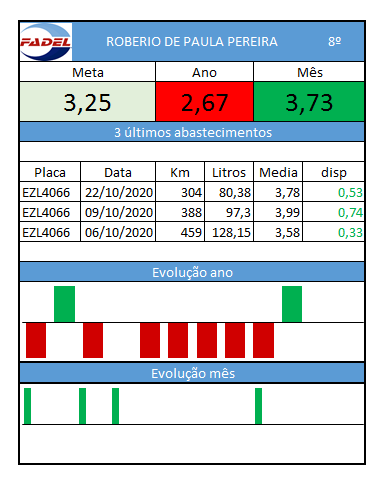 FADEL
ROBERIO DE PAULA PEREIRA 8º
Meta Ano Mês
3,25 2,67 3,73
3 últimos abastecimentos
Placa Data Km Litros Media disp
EZL4066 22/10/2020 304 80,38 3,78 0,53
EZL4066 09/10/2020 388 97,3 3,99 0,74
EZL4066 06/10/2020 459 128,15 3,58 0,33
Evolução ano
Evolução mês